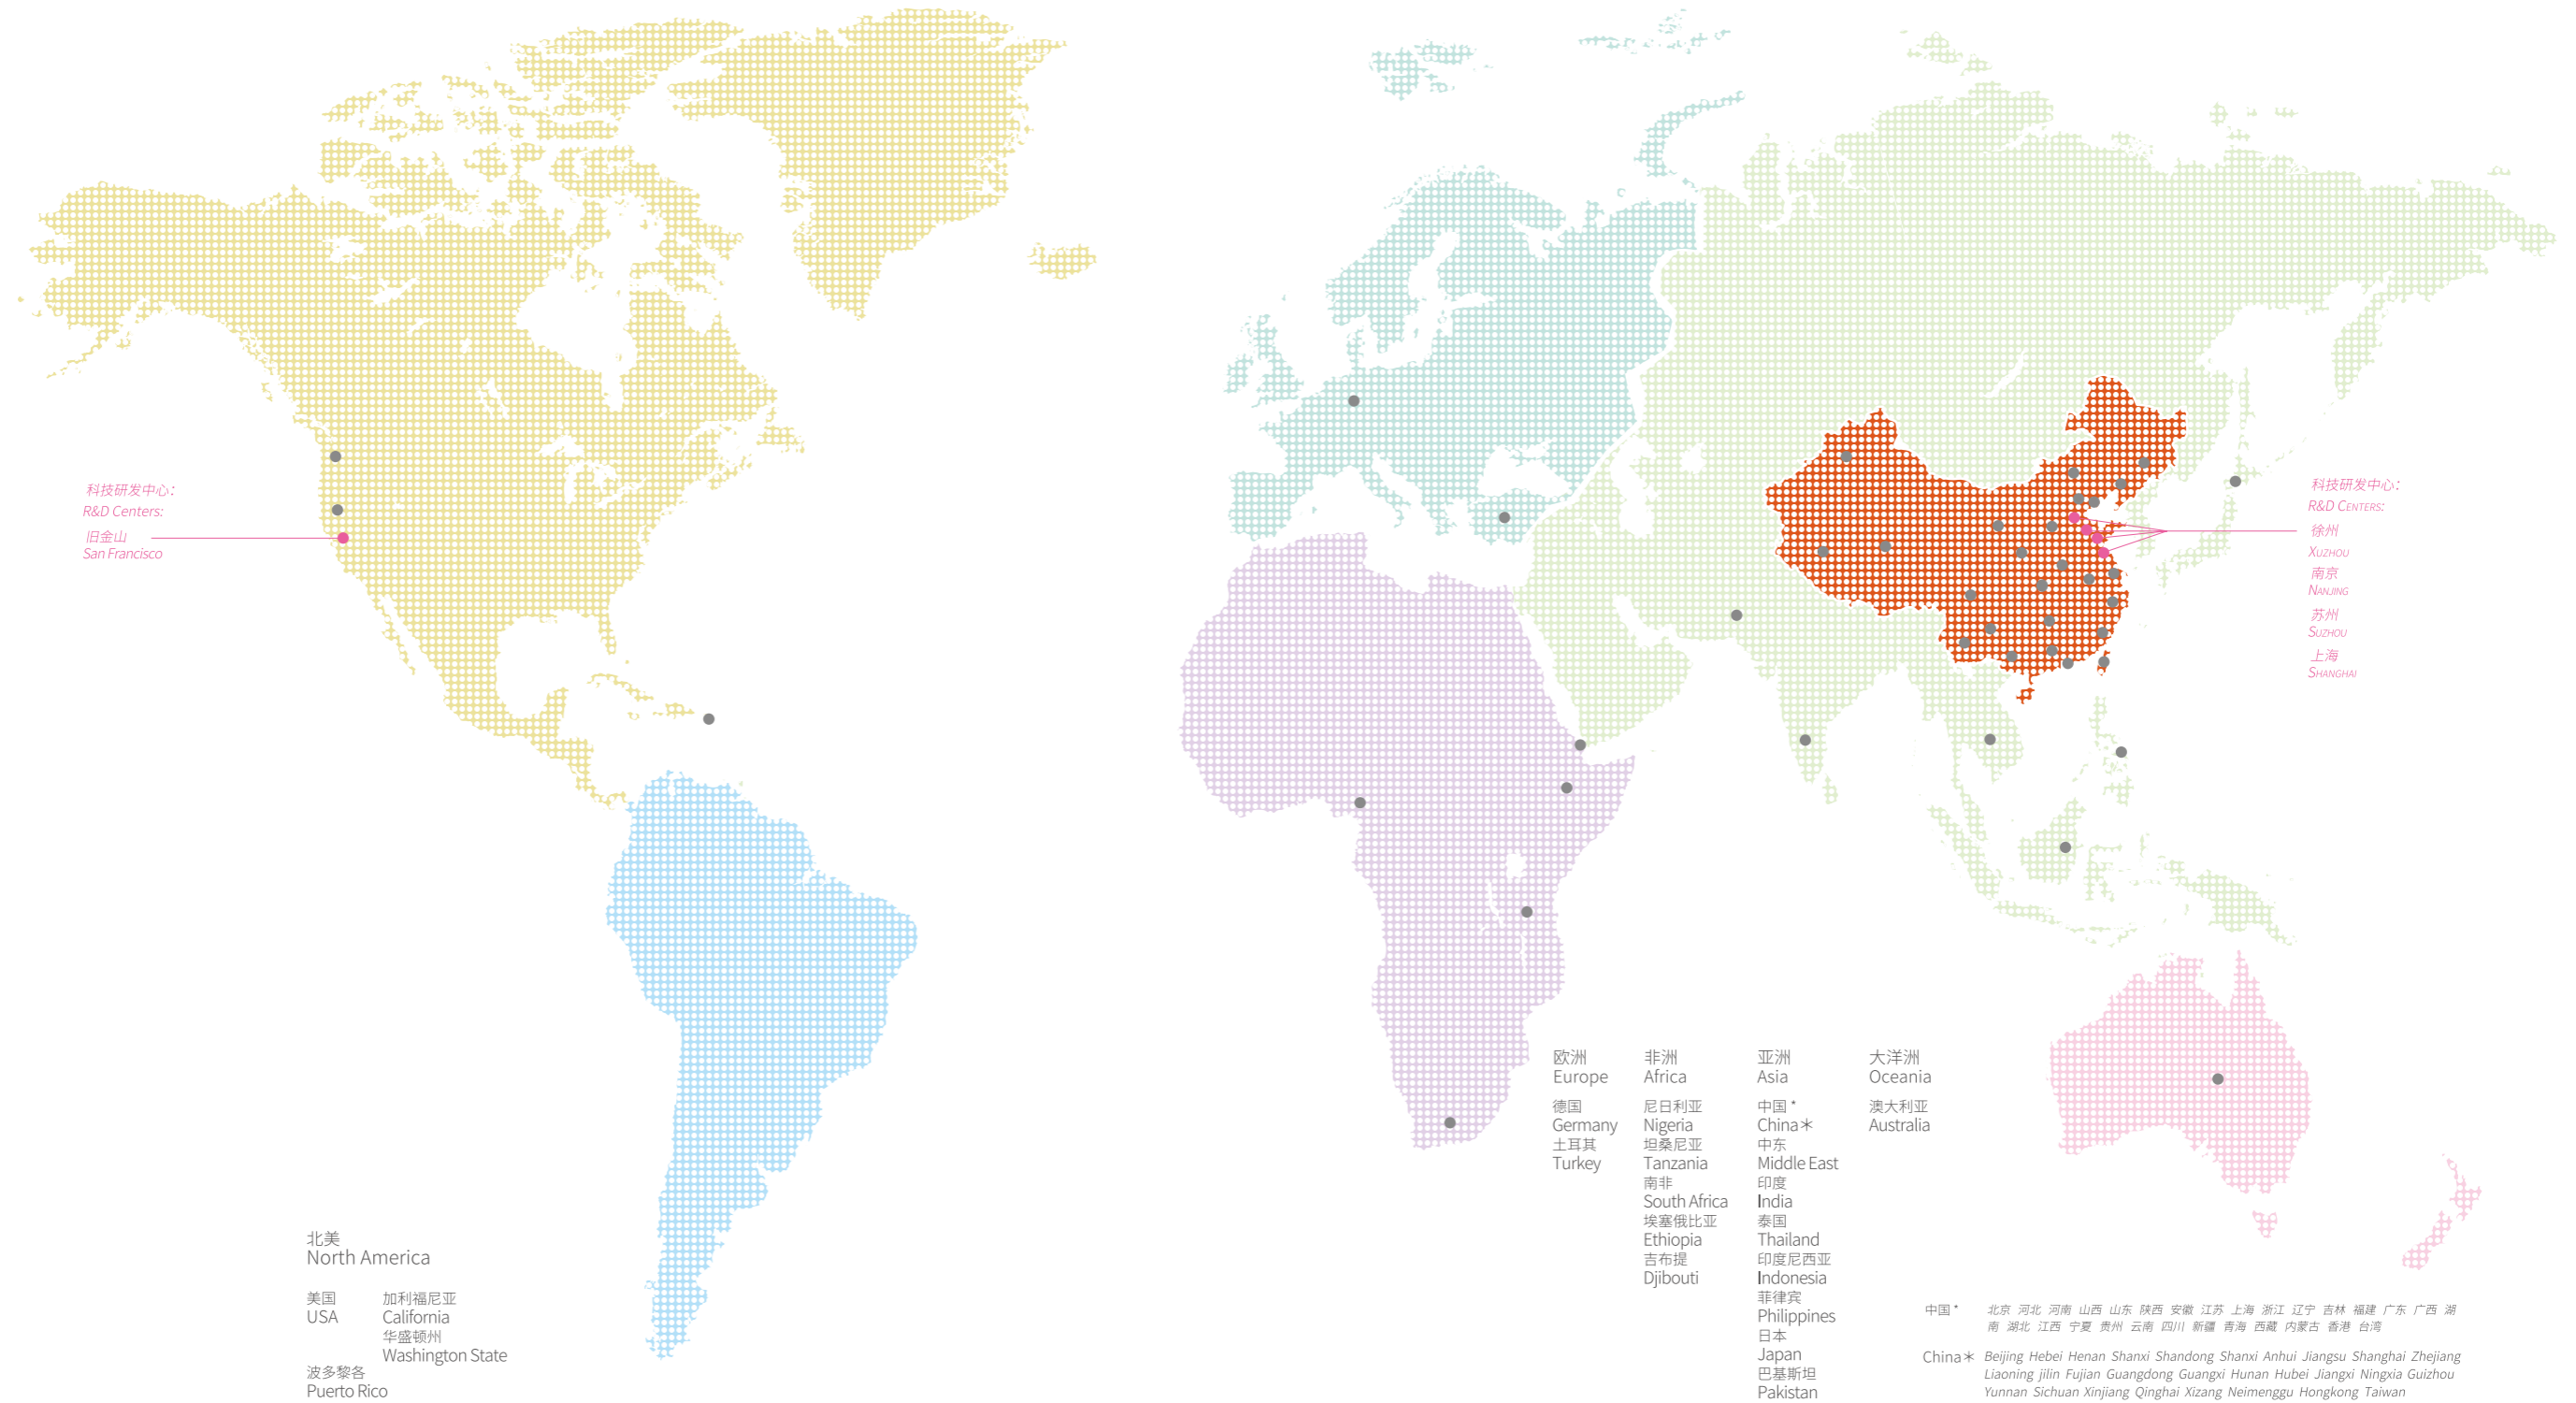 科技研发中心：
R&D Centers:
旧金山
San Francisco
科技研发中心：
R&D CENTERS:
徐州
XUZHOU
南京
NANJING
苏州
SUZHOU
上海
SHANGHAI
北美
North America
美国 加利福尼亚
USA California
华盛顿州
Washington State
波多黎各
Puerto Rico
欧洲
Europe
德国
Germany
土耳其
Turkey
非洲
Africa
尼日利亚
Nigeria
坦桑尼亚
Tanzania
南非
South Africa
埃塞俄比亚
Ethiopia
吉布提
Djibouti
亚洲
Asia
中国 *
China＊
中东
Middle East
印度
India
泰国
Thailand
印度尼西亚
Indonesia
菲律宾
Philippines
日本
Japan
巴基斯坦
Pakistan
大洋洲
Oceania
澳大利亚
Australia
中国 * 北京 河北 河南 山西 山东 陕西 安徽 江苏 上海 浙江 辽宁 吉林 福建 广东 广西 湖
南 湖北 江西 宁夏 贵州 云南 四川 新疆 青海 西藏 内蒙古 香港 台湾
China＊ Beijing Hebei Henan Shanxi Shandong Shanxi Anhui Jiangsu Shanghai Zhejiang
Liaoning jilin Fujian Guangdong Guangxi Hunan Hubei Jiangxi Ningxia Guizhou
Yunnan Sichuan Xinjiang Qinghai Xizang Neimenggu Hongkong Taiwan